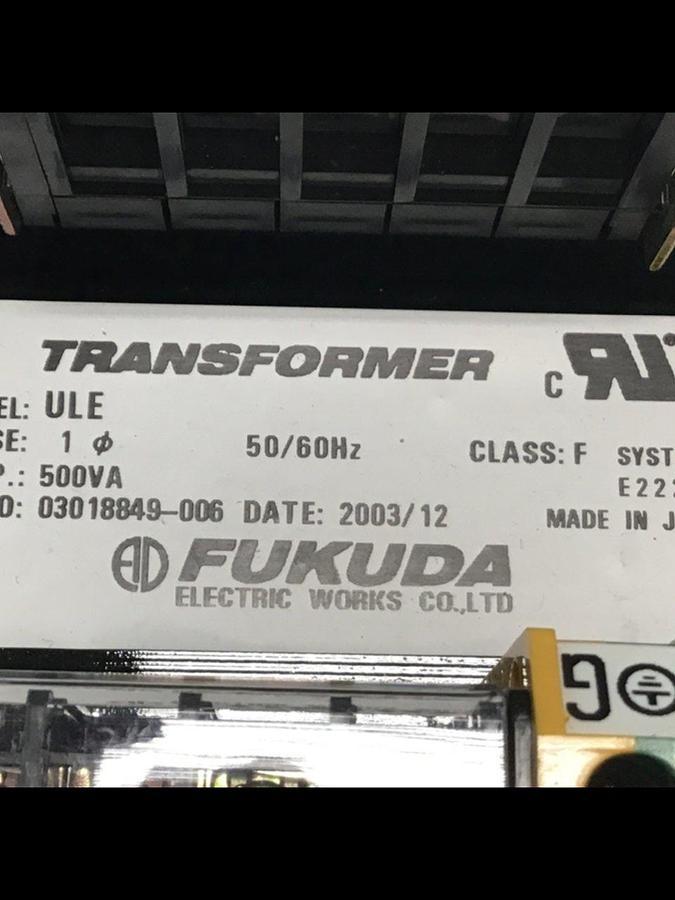 TRANSFORMER
c RU
EL: ULE
SE: 1 φ 50/60Hz CLASS: F SYST
P.: 500VA E222
O: 03018849-006 DATE: 2003/12 MADE IN J
FUKUDA
ELECTRIC WORKS CO.,LTD
G